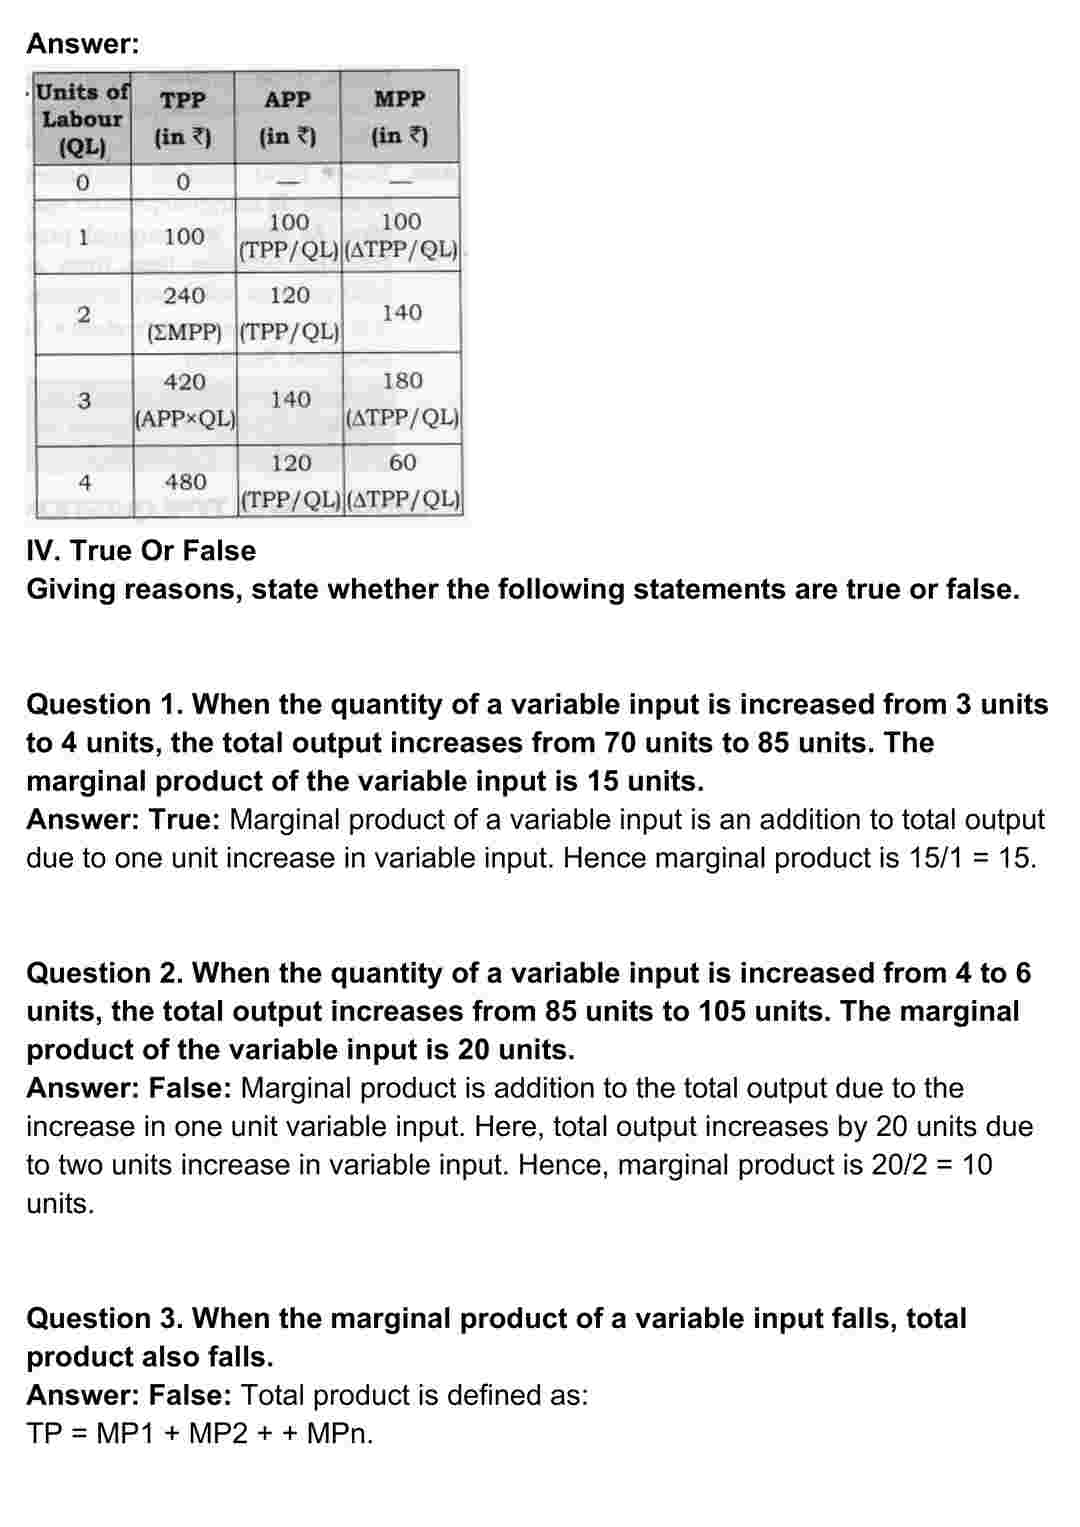 Answer:
Units of Labour (QL) TPP (in ₹) APP (in ₹) MPP (in ₹)
0 0 — —
1 100 100 (TPP/QL) 100 (ΔTPP/QL)
2 240 (ΣMPP) 120 (TPP/QL) 140
3 420 (APP×QL) 140 180 (ΔTPP/QL)
4 480 120 (TPP/QL) 60 (ΔTPP/QL)
IV. True Or False
Giving reasons, state whether the following statements are true or false.
Question 1. When the quantity of a variable input is increased from 3 units
to 4 units, the total output increases from 70 units to 85 units. The
marginal product of the variable input is 15 units.
Answer: True: Marginal product of a variable input is an addition to total output
due to one unit increase in variable input. Hence marginal product is 15/1 = 15.
Question 2. When the quantity of a variable input is increased from 4 to 6
units, the total output increases from 85 units to 105 units. The marginal
product of the variable input is 20 units.
Answer: False: Marginal product is addition to the total output due to the
increase in one unit variable input. Here, total output increases by 20 units due
to two units increase in variable input. Hence, marginal product is 20/2 = 10
units.
Question 3. When the marginal product of a variable input falls, total
product also falls.
Answer: False: Total product is defined as:
TP = MP1 + MP2 + + MPn.